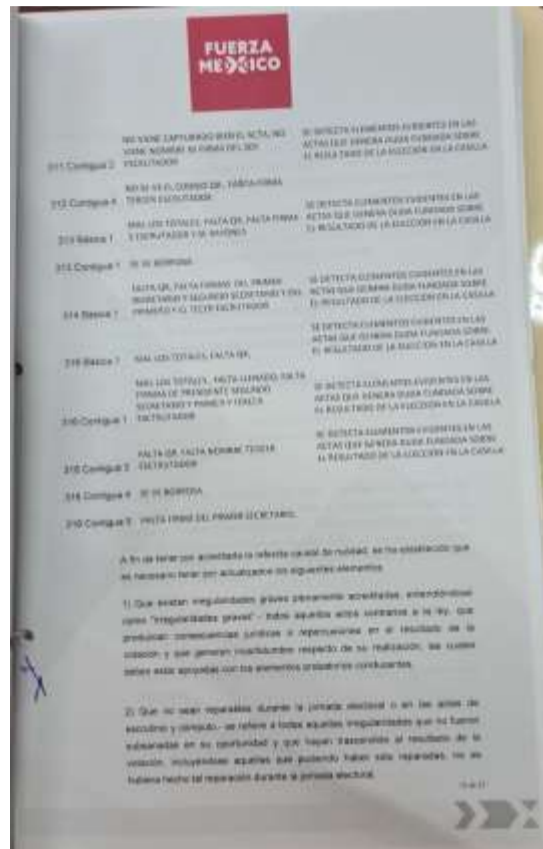 FUERZA
MEXICO
NO VIENE CAPTURADO BIEN EL ACTA, NO
VIENE NOMBRE NI FIRMA DEL 3ER
ESCRUTADOR
311 Contigua 2
SE DETECTA ELEMENTOS EVIDENTES EN LAS
ACTAS QUE GENERA DUDA FUNDADA SOBRE
EL RESULTADO DE LA ELECCIÓN EN LA CASILLA
312 Contigua 4
NO SE VE EL CODIGO QR, FIRMA
TERCER ESCRUTADOR
313 Básica 1
MAL LOS TOTALES, FALTA QR, FALTA FIRMA
3 ESCRUTADOR
SE DETECTA ELEMENTOS EVIDENTES EN LAS
ACTAS QUE GENERA DUDA FUNDADA SOBRE
EL RESULTADO DE LA ELECCIÓN EN LA CASILLA
313 Contigua 1 SE VE BORROSA
314 Básica 1
FALTA QR, FALTA FIRMAS DEL PRIMER
SECRETARIO Y SEGUNDO SECRETARIO Y DEL
PRIMERO Y EL ESCRUTADOR
SE DETECTA ELEMENTOS EVIDENTES EN LAS
ACTAS QUE GENERA DUDA FUNDADA SOBRE
EL RESULTADO DE LA ELECCIÓN EN LA CASILLA
316 Básica 1 MAL LOS TOTALES, FALTA QR,
SE DETECTA ELEMENTOS EVIDENTES EN LAS
ACTAS QUE GENERA DUDA FUNDADA SOBRE
EL RESULTADO DE LA ELECCIÓN EN LA CASILLA
316 Contigua 1
MAL LOS TOTALES, FALTA LLENADO, FALTA
FIRMAS DE PRESIDENTE SEGUNDO
SECRETARIO Y PRIMER Y TERCER
SE DETECTA ELEMENTOS EVIDENTES EN LAS
ACTAS QUE GENERA DUDA FUNDADA SOBRE
EL RESULTADO DE LA ELECCIÓN EN LA CASILLA
Contigua
FALTA QR, FALTA NOMBRE TERCER
SE DETECTA ELEMENTOS EVIDENTES EN LAS
ACTAS QUE GENERA DUDA FUNDADA SOBRE
EL RESULTADO DE LA ELECCIÓN EN LA CASILLA
Contigua SE VE BORROSA
Contigua FALTA FIRMA DEL PRIMER SECRETARIO,
A fin de tener por acreditada la referida causal de nulidad, se ha establecido que
es necesario tener por actualizados los siguientes elementos:
1) Que existan irregularidades graves plenamente acreditadas, entendiéndose
como "irregularidades graves" - todos aquellos actos contrarios a la ley, que
produzcan consecuencias jurídicas o repercusiones en el resultado de la
votación y que generen incertidumbre respecto de su realización, las cuales
deben estar apoyadas con los elementos probatorios conducentes.
2) Que no sean reparables durante la jornada electoral o en las actas de
escrutinio y cómputo.- se refiere a todas aquellas irregularidades que no fueron
subsanadas en su oportunidad y que hayan trascendido al resultado de la
votación, incluyéndose aquellas que pudiendo haber sido reparadas, no se
hubiera hecho tal reparación durante la jornada electoral.